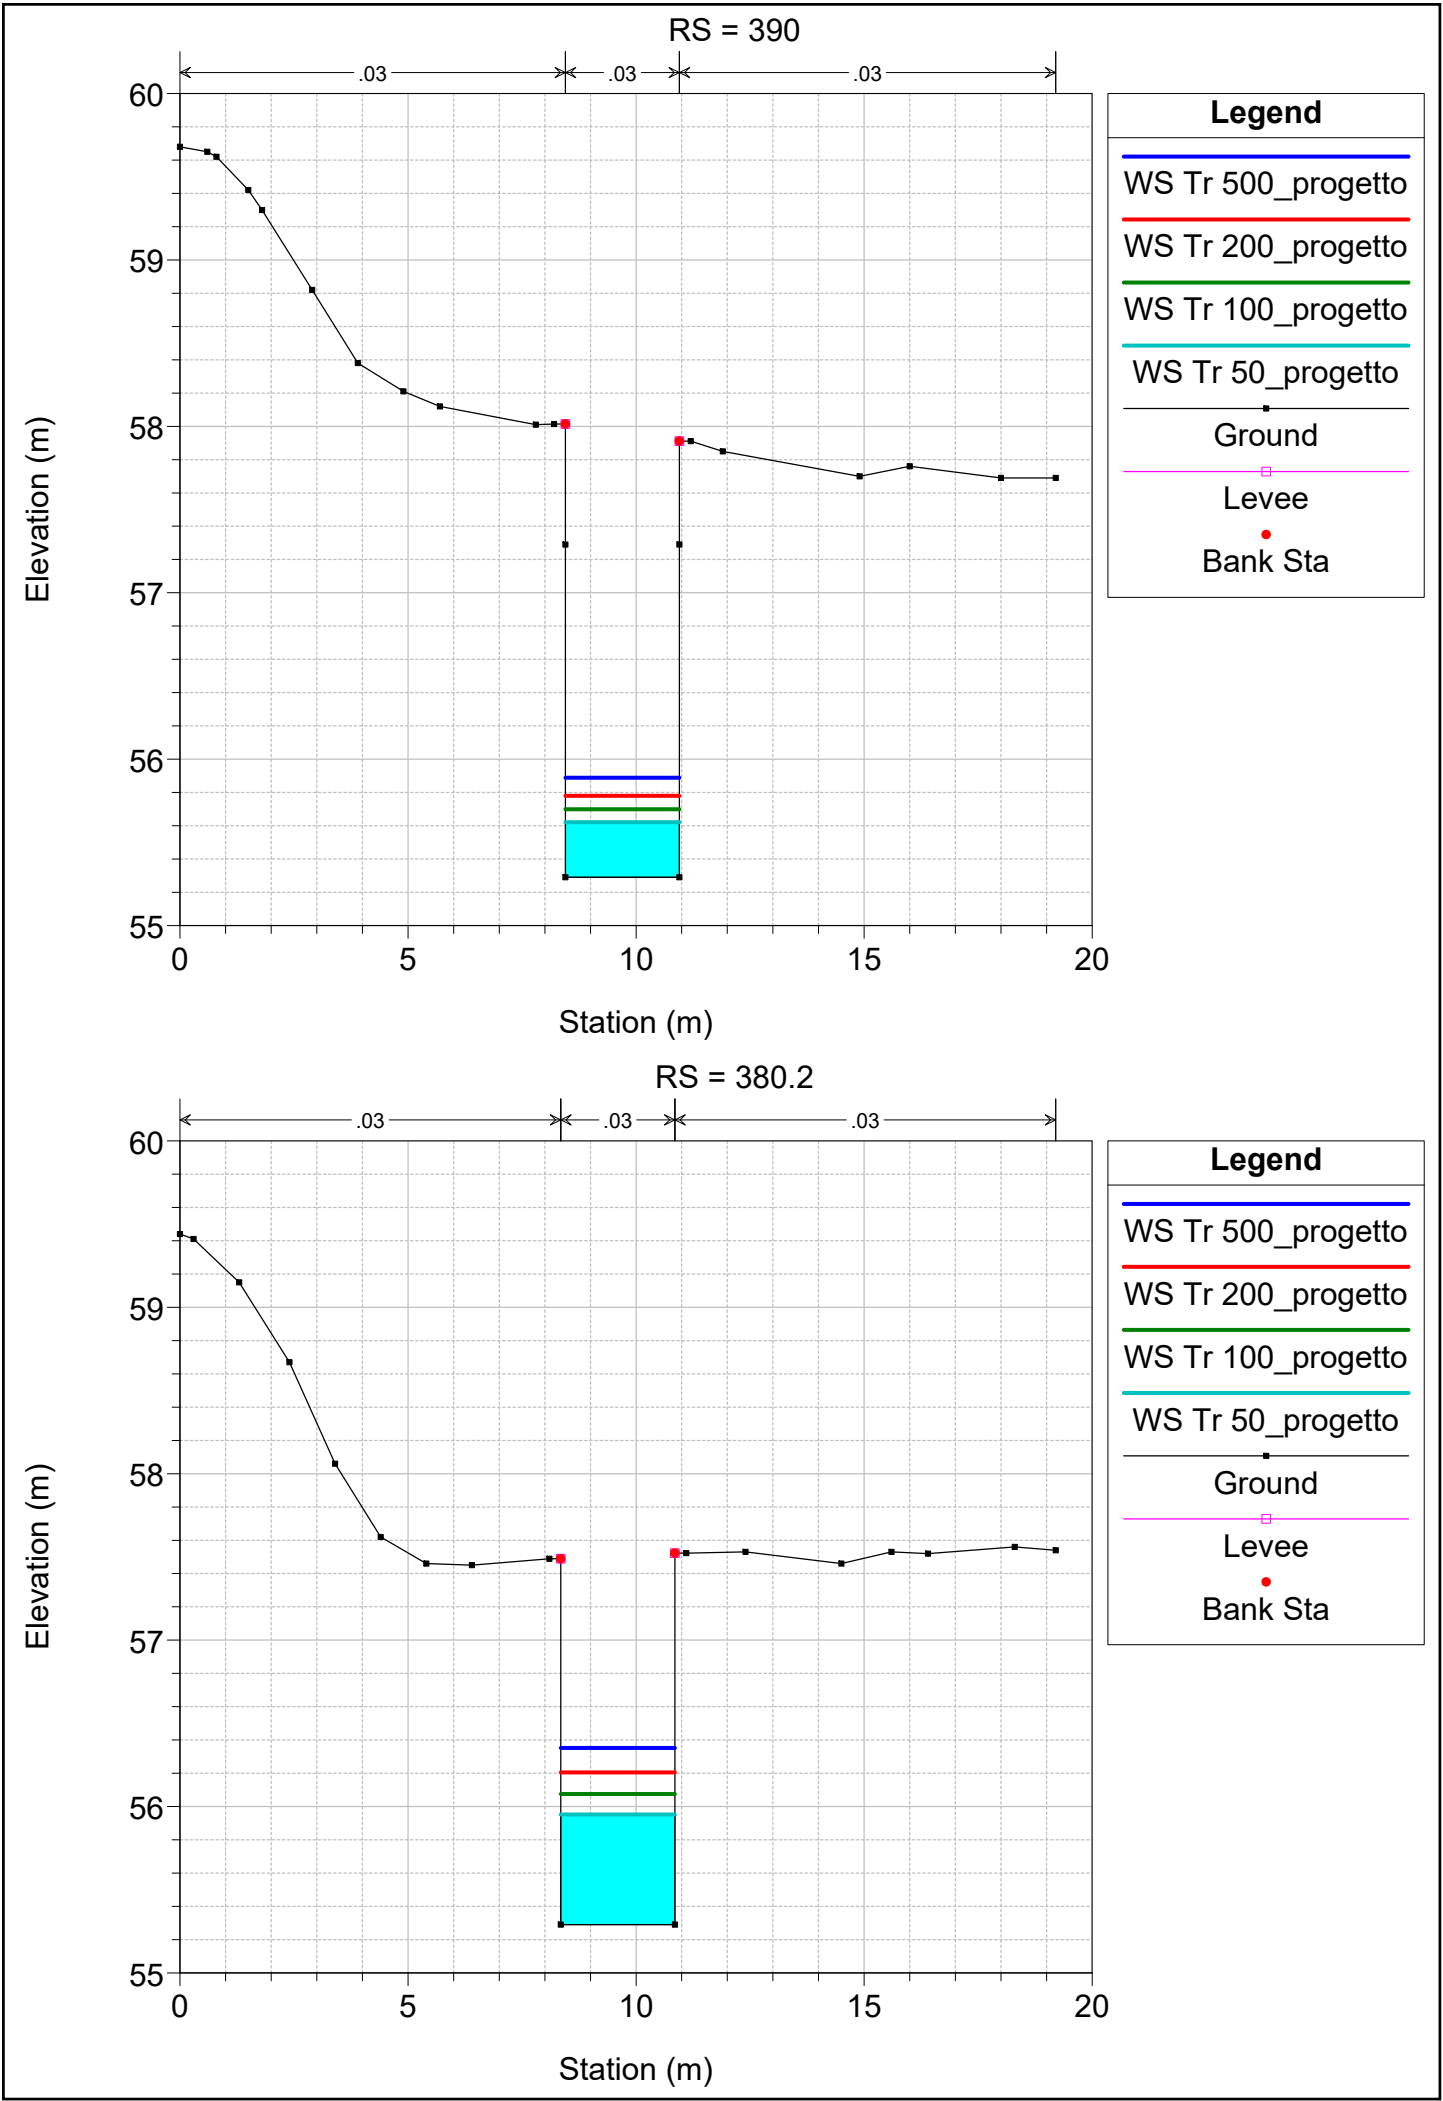 RS = 390
.03 .03 .03
60
59
58
57
56
55
0 5 10 15 20
Elevation (m)
Station (m)
Legend
WS Tr 500_progetto
WS Tr 200_progetto
WS Tr 100_progetto
WS Tr 50_progetto
Ground
Levee
Bank Sta
RS = 380.2
.03 .03 .03
60
59
58
57
56
55
0 5 10 15 20
Elevation (m)
Station (m)
Legend
WS Tr 500_progetto
WS Tr 200_progetto
WS Tr 100_progetto
WS Tr 50_progetto
Ground
Levee
Bank Sta